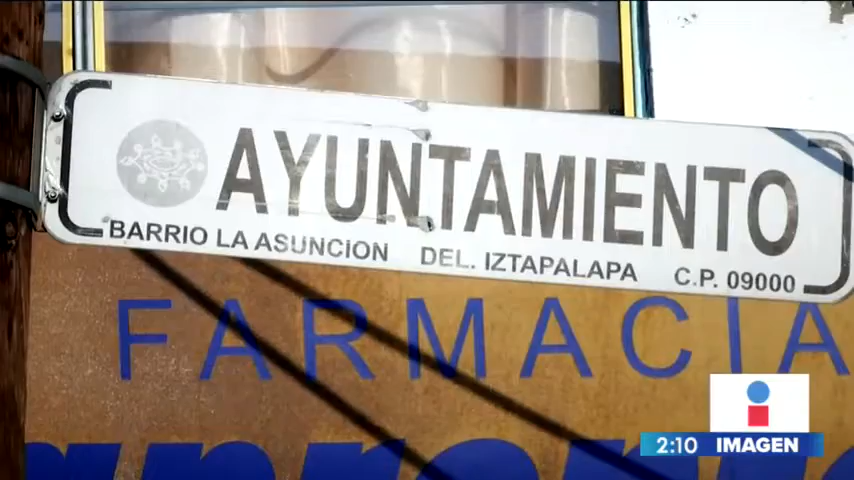 AYUNTAMIENTO
BARRIO LA ASUNCION DEL. IZTAPALAPA C.P. 09000
FARMACIA
2:10 IMAGEN